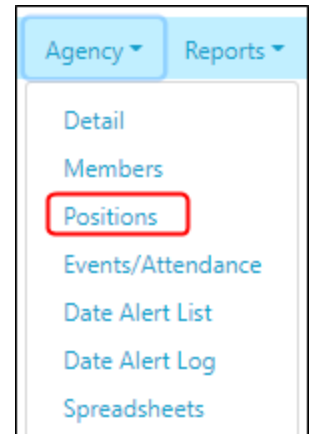 Agency Reports
Detail
Members
Positions
Events/Attendance
Date Alert List
Date Alert Log
Spreadsheets